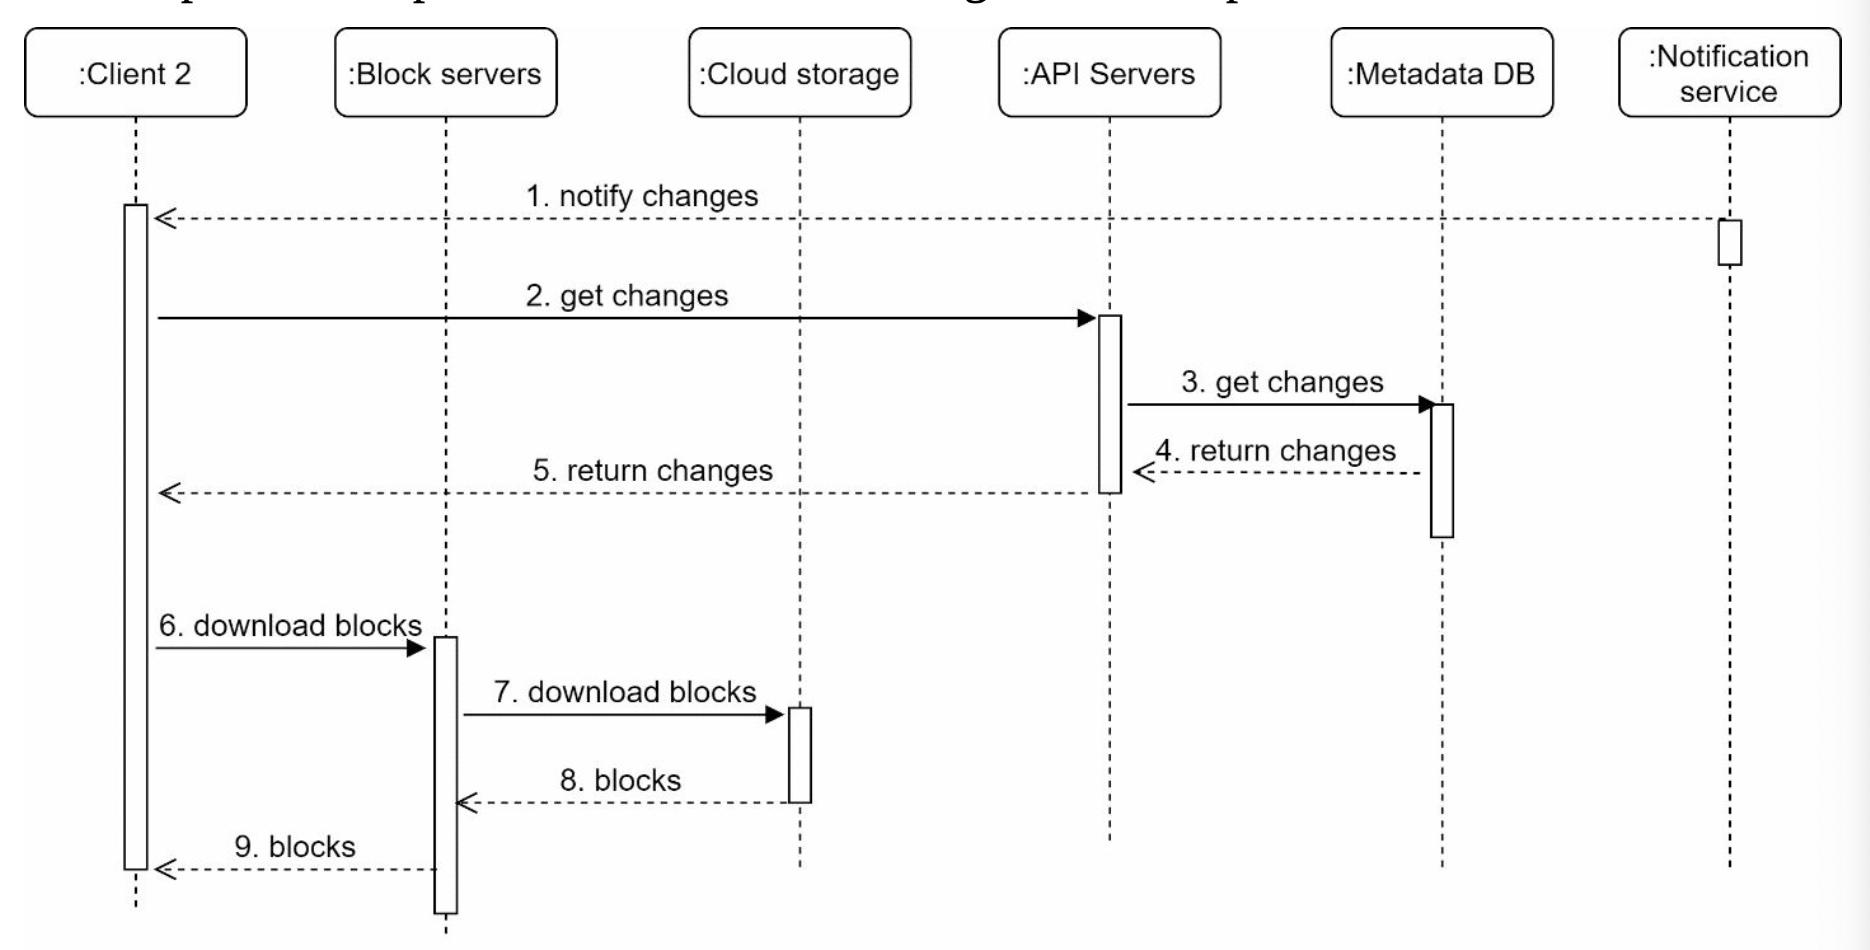 :Client 2
:Block servers
:Cloud storage
:API Servers
:Metadata DB
:Notification
service
1. notify changes
2. get changes
3. get changes
4. return changes
5. return changes
6. download blocks
7. download blocks
8. blocks
9. blocks